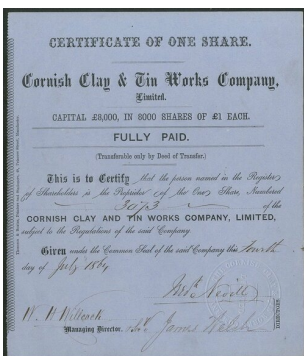 CERTIFICATE OF ONE SHARE.
Cornish Clay & Tin Works Company,
Limited.
CAPITAL £8,000, IN 8000 SHARES OF £1 EACH.
FULLY PAID.
(Transferable only by Deed of Transfer.)
This is to Certify that the person named in the Register
of Shareholders is the Proprietor of the One Share, Numbered
of the
CORNISH CLAY AND TIN WORKS COMPANY, LIMITED,
subject to the Regulations of the said Company.
Given under the Common Seal of the said Company this fourth
day of July 1864
Managing Director.
James Welch